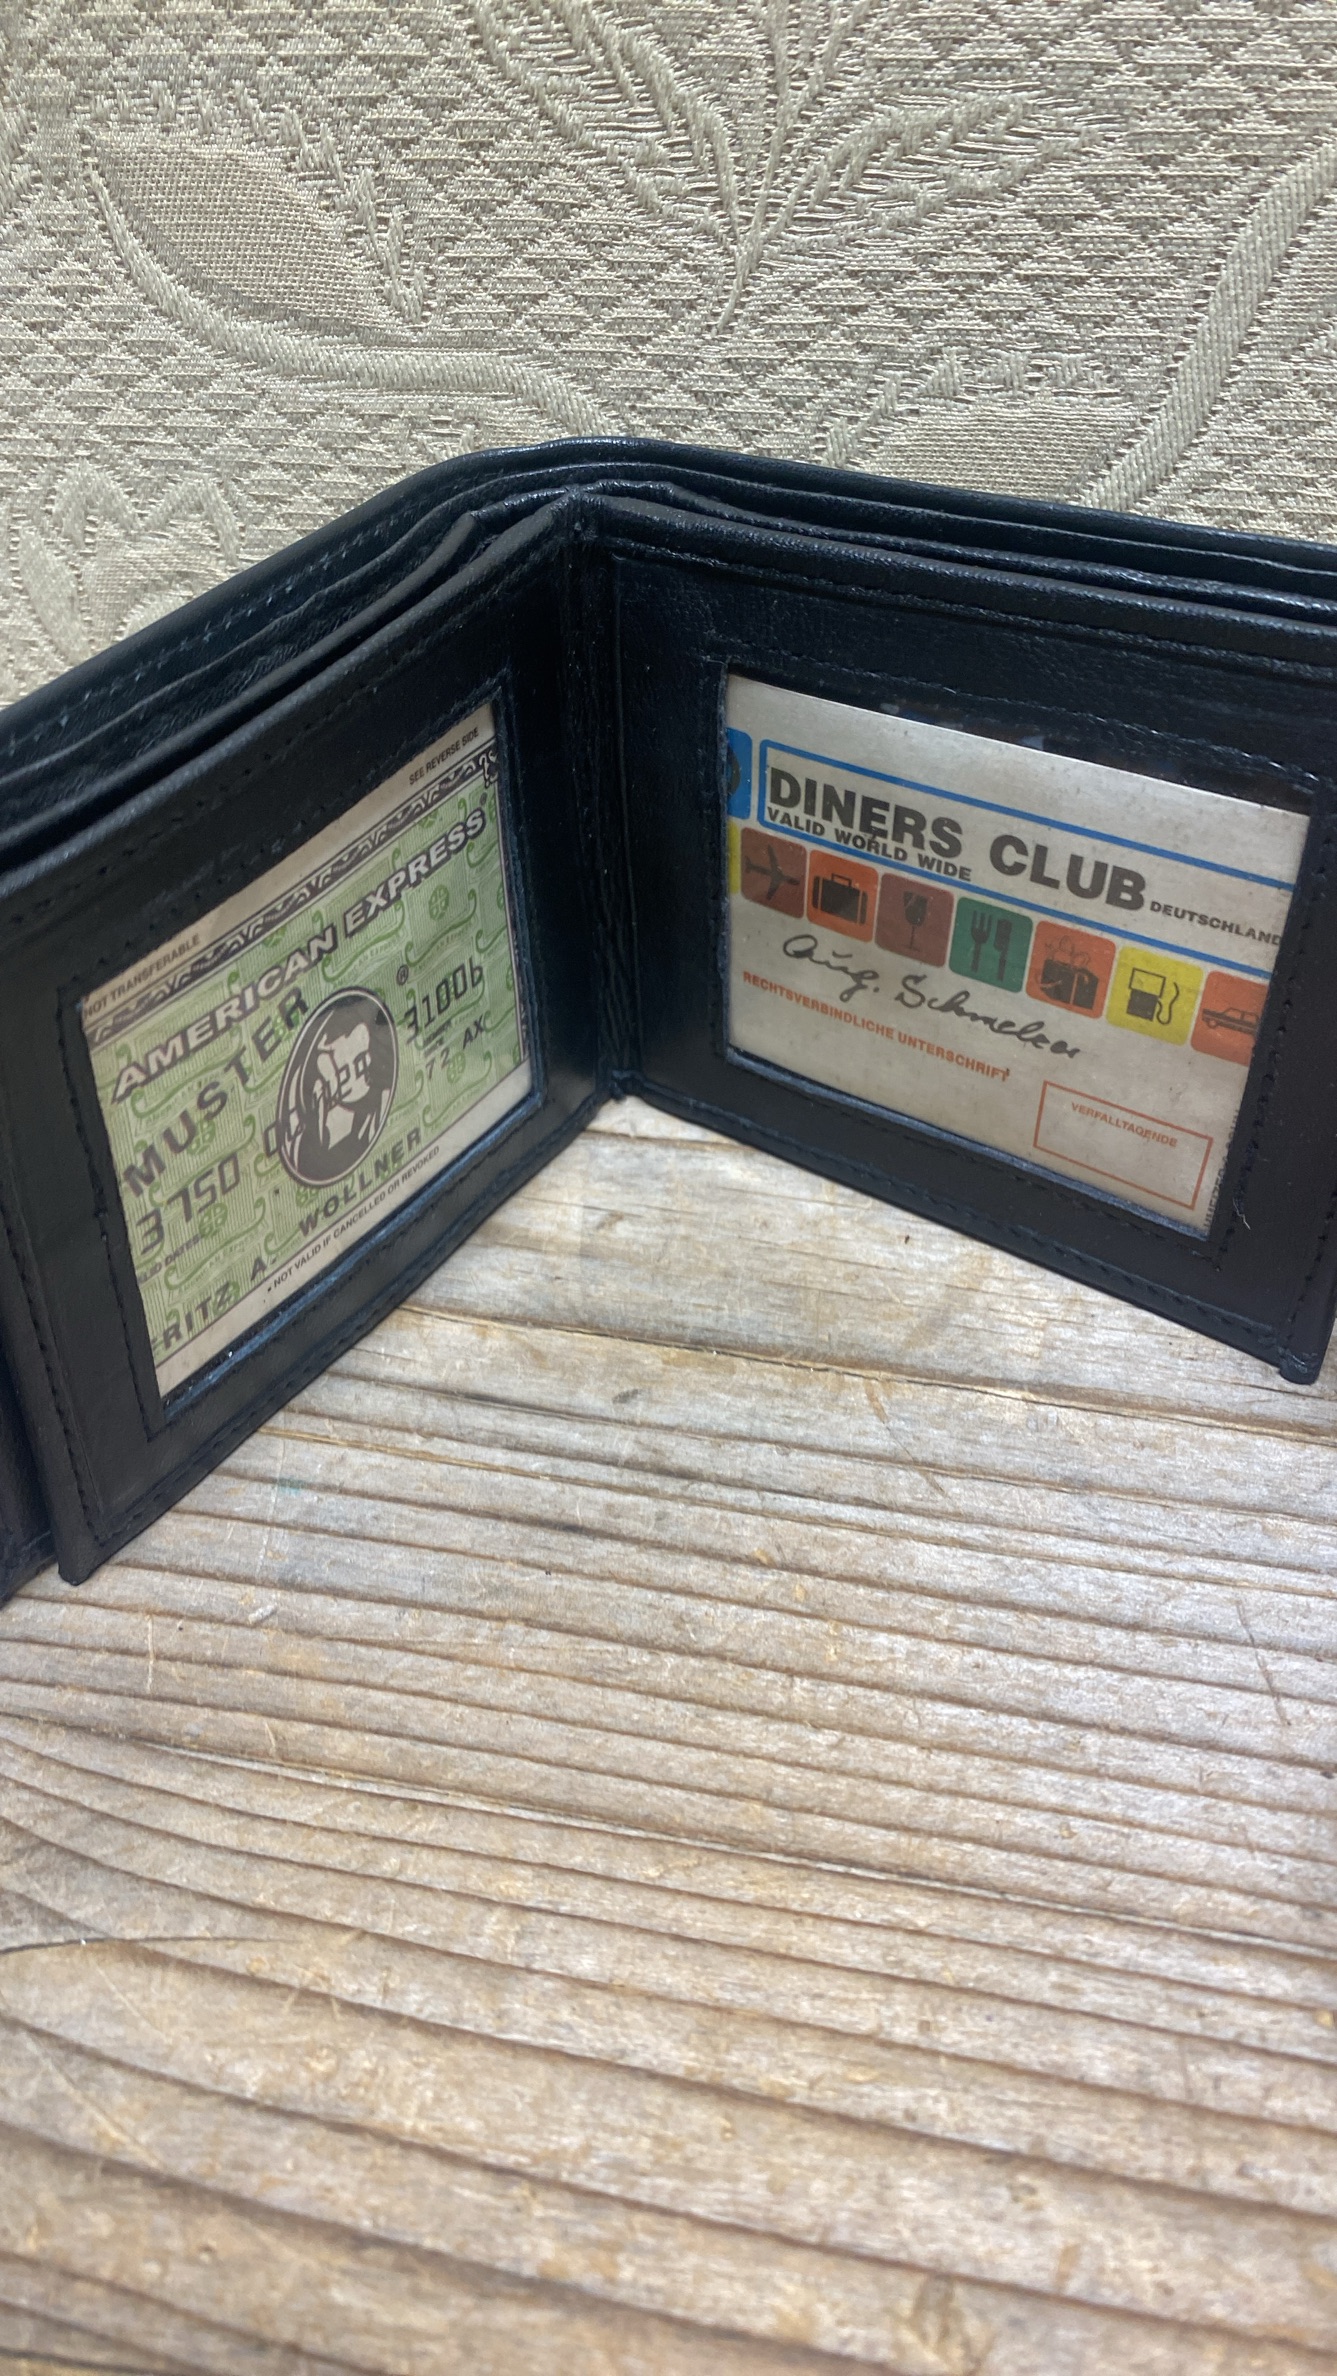 NOT TRANSFERABLE
SEE REVERSE SIDE
AMERICAN EXPRESS®
MUSTER
3750
31006
72 AX
FRITZ A. WOLLNER
• NOT VALID IF CANCELLED OR REVOKED
DINERS CLUB DEUTSCHLAND
VALID WORLD WIDE
Aug. Schmelzer
RECHTSVERBINDLICHE UNTERSCHRIFT
VERFALLTAGENDE